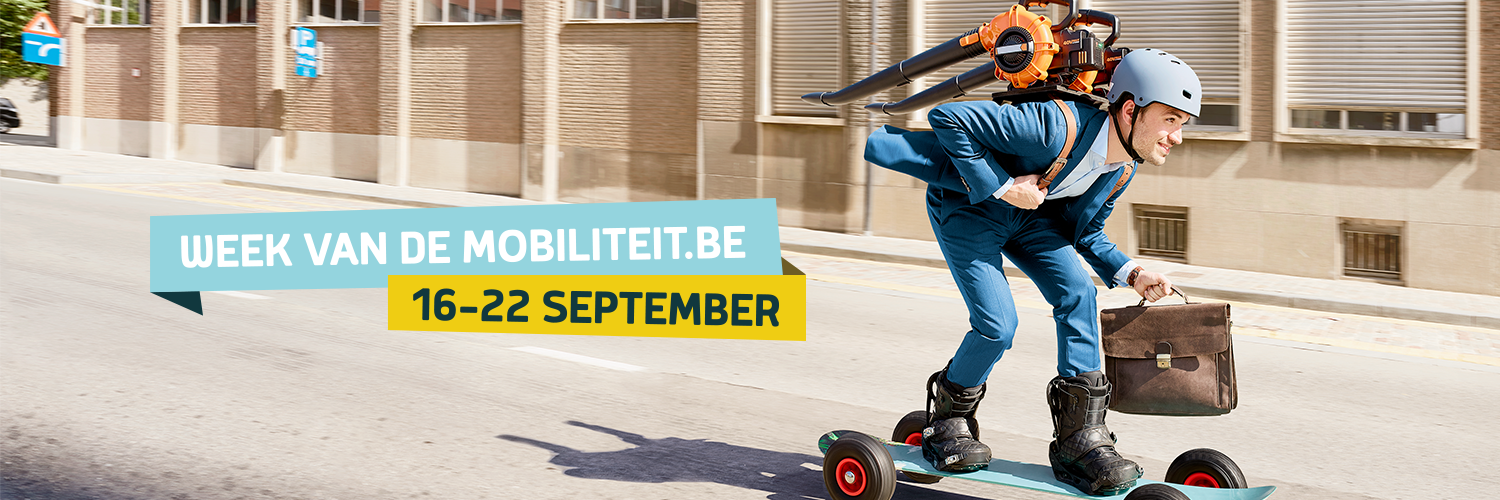 WEEK VAN DE MOBILITEIT.BE
16-22 SEPTEMBER
P